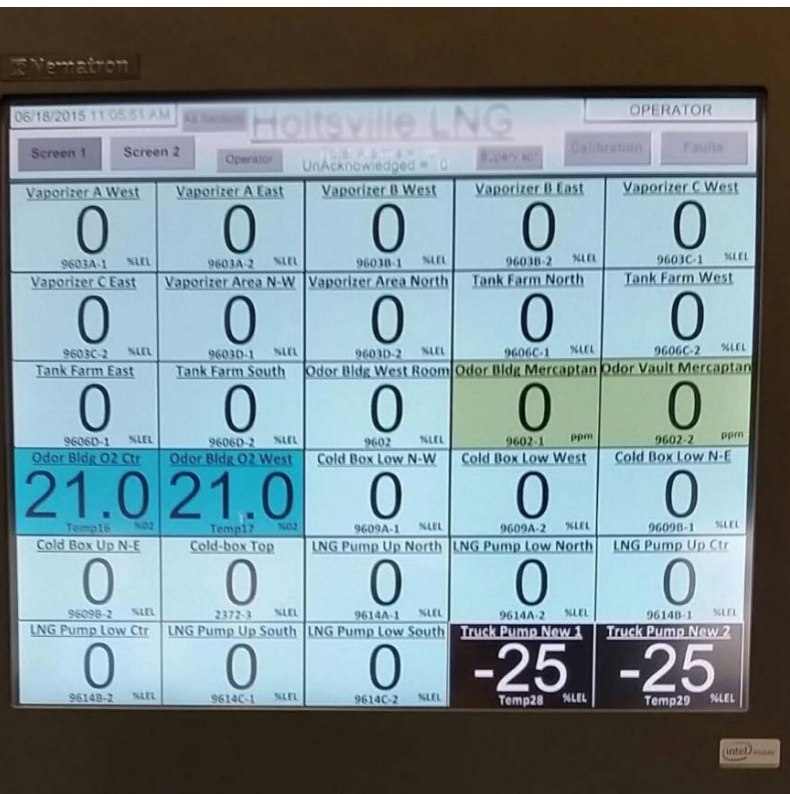 Nematron
06/18/2015 11:05:51 AM
Holtsville LNG
OPERATOR
Screen 1 Screen 2 Operator UnAcknowledged = 0 Supervisor Calibration Faults
Vaporizer A West Vaporizer A East Vaporizer B West Vaporizer B East Vaporizer C West
0 0 0 0 0
9603A-1 %LEL 9603A-2 %LEL 9603B-1 %LEL 9603B-2 %LEL 9603C-1 %LEL
Vaporizer C East Vaporizer Area N-W Vaporizer Area North Tank Farm North Tank Farm West
0 0 0 0 0
9603C-2 %LEL 9603D-1 %LEL 9603D-2 %LEL 9606C-1 %LEL 9606C-2 %LEL
Tank Farm East Tank Farm South Odor Bldg West Room Odor Bldg Mercaptan Odor Vault Mercaptan
0 0 0 0 0
9606D-1 %LEL 9606D-2 %LEL 9602 %LEL 9602-1 ppm 9602-2 ppm
Odor Bldg O2 Ctr Odor Bldg O2 West Cold Box Low N-W Cold Box Low West Cold Box Low N-E
21.0 21.0 0 0 0
Temp16 %O2 Temp17 %O2 9609A-1 %LEL 9609A-2 %LEL 9609B-1 %LEL
Cold Box Up N-E Cold-box Top LNG Pump Up North LNG Pump Low North LNG Pump Up Ctr
0 0 0 0 0
9609B-2 %LEL 2372-3 %LEL 9614A-1 %LEL 9614A-2 %LEL 9614B-1 %LEL
LNG Pump Low Ctr LNG Pump Up South LNG Pump Low South Truck Pump New 1 Truck Pump New 2
0 0 0 -25 -25
9614B-2 %LEL 9614C-1 %LEL 9614C-2 %LEL Temp28 %LEL Temp29 %LEL
intel inside